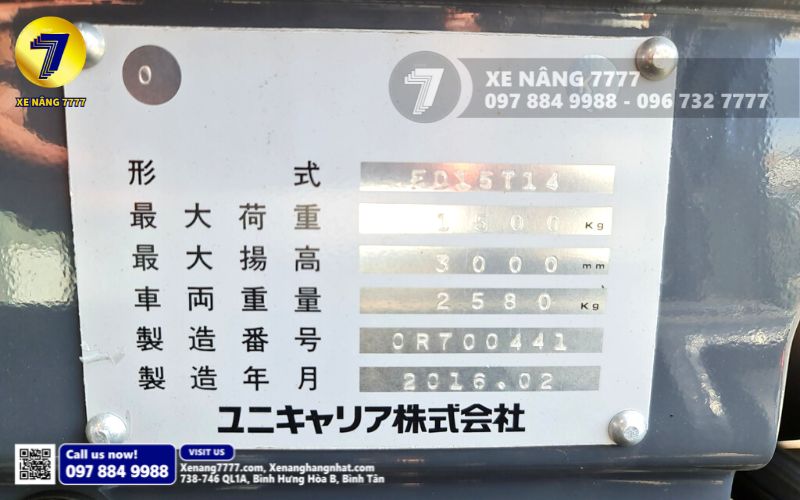 7
XE NÂNG 7777
0
7
XE NÂNG 7777
097 884 9988 - 096 732 7777
形 式 FD15T14
最大荷重 1500 Kg
最大揚高 3000 mm
車両重量 2580 Kg
製造番号 0R700441
製造年月 2016.02
ユニキャリア株式会社
Call us now!
097 884 9988
VISIT US
Xenang7777.com, Xenanghangnhat.com
738-746 QL1A, Bình Hưng Hòa B, Bình Tân